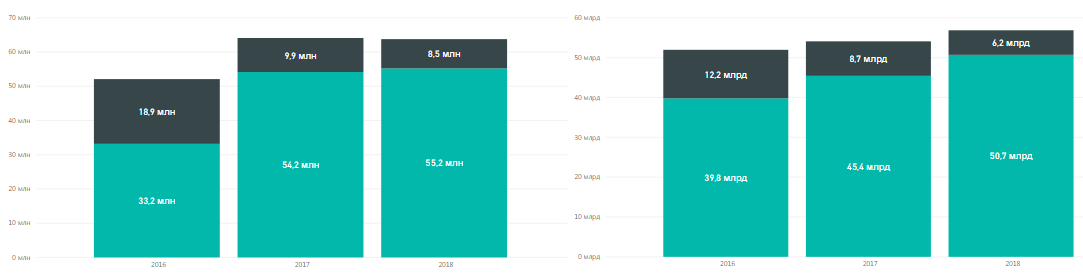 70 млн
60 млн
50 млн
40 млн
30 млн
20 млн
10 млн
0 млн
18,9 млн
33,2 млн
9,9 млн
54,2 млн
8,5 млн
55,2 млн
2016
2017
2018
60 млрд
50 млрд
40 млрд
30 млрд
20 млрд
10 млрд
0 млрд
12,2 млрд
39,8 млрд
8,7 млрд
45,4 млрд
6,2 млрд
50,7 млрд
2016
2017
2018